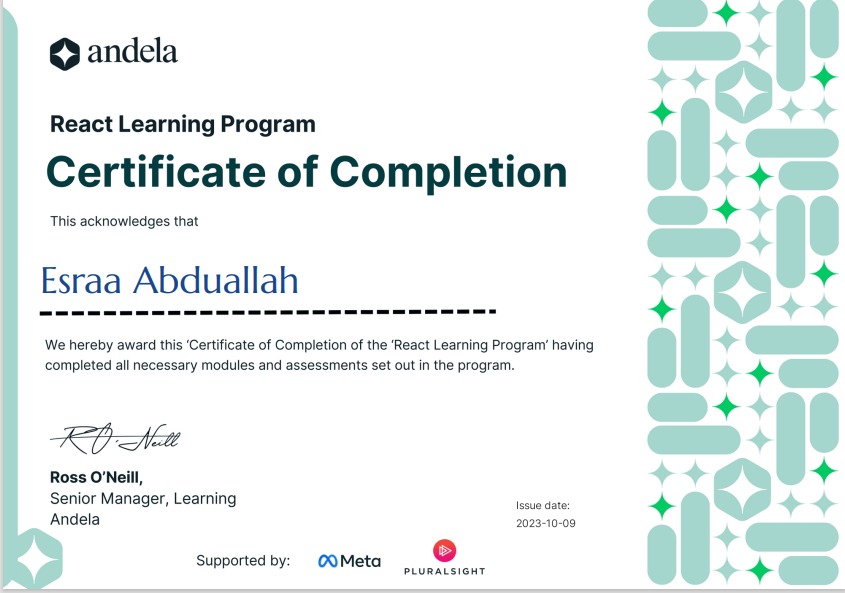 andela
React Learning Program
Certificate of Completion
This acknowledges that
Esraa Abduallah
We hereby award this ‘Certificate of Completion of the ‘React Learning Program’ having
completed all necessary modules and assessments set out in the program.
R O'Neill
Ross O’Neill,
Senior Manager, Learning
Andela
Issue date:
2023-10-09
Supported by:
Meta
PLURALSIGHT